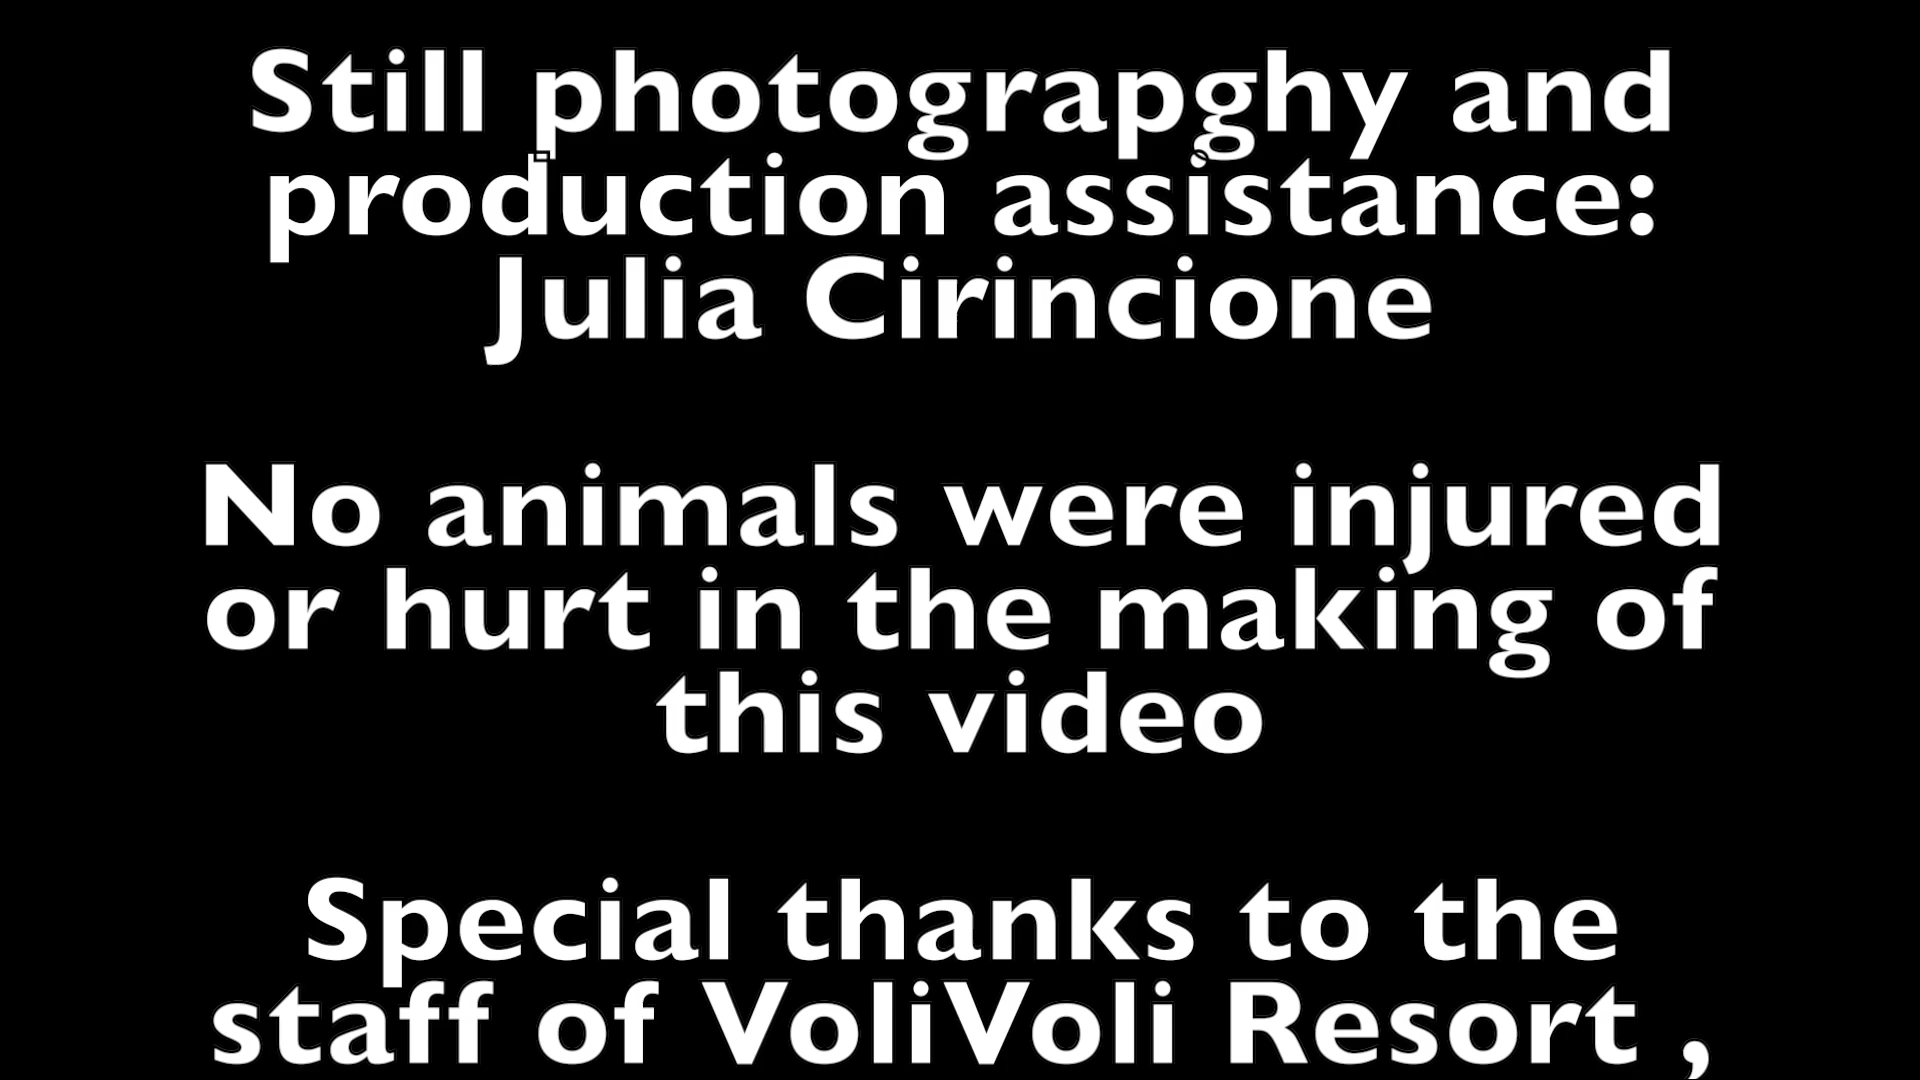 Still photograpghy and
production assistance:
Julia Cirincione
No animals were injured
or hurt in the making of
this video
Special thanks to the
staff of VoliVoli Resort ,